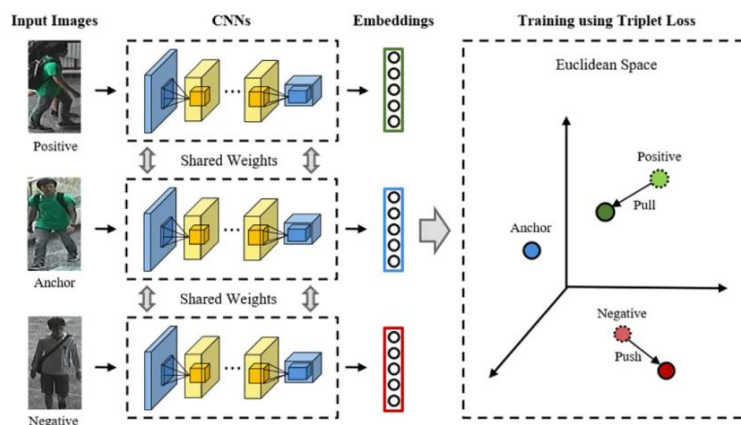 Input Images
CNNs
Embeddings
Training using Triplet Loss
Positive
Shared Weights
Anchor
Shared Weights
Negative
Euclidean Space
Positive
Pull
Anchor
Negative
Push